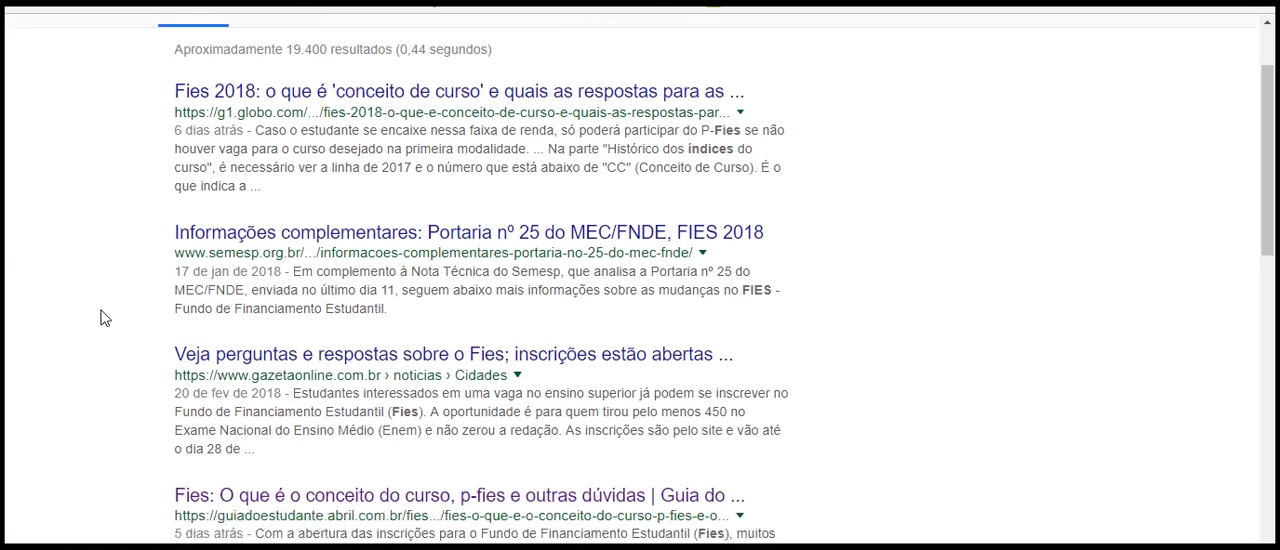 Aproximadamente 19.400 resultados (0,44 segundos)
Fies 2018: o que é 'conceito de curso' e quais as respostas para as ...
https://g1.globo.com/.../fies-2018-o-que-e-conceito-de-curso-e-quais-as-respostas-par...
6 dias atrás - Caso o estudante se encaixe nessa faixa de renda, só poderá participar do P-Fies se não
houver vaga para o curso desejado na primeira modalidade. ... Na parte "Histórico dos índices do
curso", é necessário ver a linha de 2017 e o número que está abaixo de "CC" (Conceito de Curso). É o
que indica a ...
Informações complementares: Portaria nº 25 do MEC/FNDE, FIES 2018
www.semesp.org.br/.../informacoes-complementares-portaria-no-25-do-mec-fnde/
17 de jan de 2018 - Em complemento à Nota Técnica do Semesp, que analisa a Portaria nº 25 do
MEC/FNDE, enviada no último dia 11, seguem abaixo mais informações sobre as mudanças no FIES -
Fundo de Financiamento Estudantil.
Veja perguntas e respostas sobre o Fies; inscrições estão abertas ...
https://www.gazetaonline.com.br › noticias › Cidades
20 de fev de 2018 - Estudantes interessados em uma vaga no ensino superior já podem se inscrever no
Fundo de Financiamento Estudantil (Fies). A oportunidade é para quem tirou pelo menos 450 no
Exame Nacional do Ensino Médio (Enem) e não zerou a redação. As inscrições são pelo site e vão até
o dia 28 de ...
Fies: O que é o conceito do curso, p-fies e outras dúvidas | Guia do ...
https://guiadoestudante.abril.com.br/fies.../fies-o-que-e-o-conceito-do-curso-p-fies-e-o...
5 dias atrás - Com a abertura das inscrições para o Fundo de Financiamento Estudantil (Fies), muitos